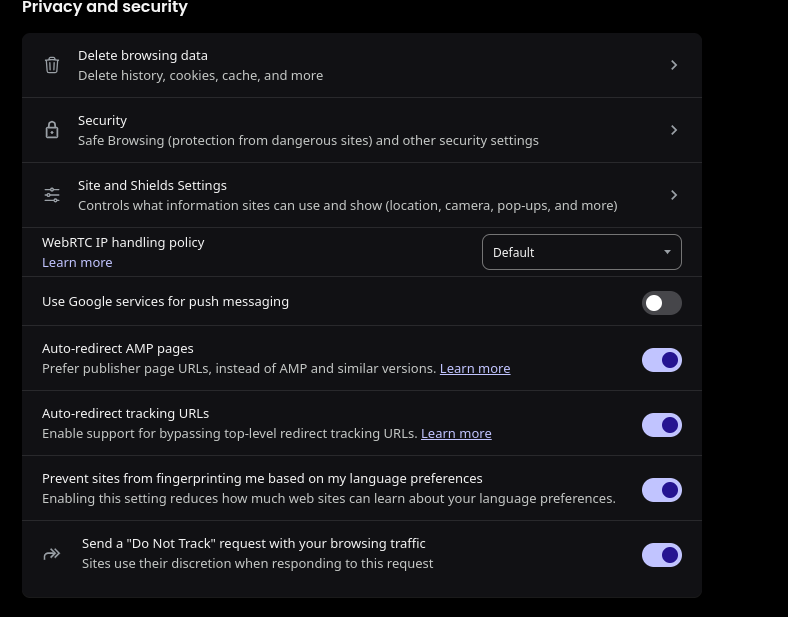 Privacy and security
Delete browsing data
Delete history, cookies, cache, and more
Security
Safe Browsing (protection from dangerous sites) and other security settings
Site and Shields Settings
Controls what information sites can use and show (location, camera, pop-ups, and more)
WebRTC IP handling policy
Learn more
Default
Use Google services for push messaging
Auto-redirect AMP pages
Prefer publisher page URLs, instead of AMP and similar versions. Learn more
Auto-redirect tracking URLs
Enable support for bypassing top-level redirect tracking URLs. Learn more
Prevent sites from fingerprinting me based on my language preferences
Enabling this setting reduces how much web sites can learn about your language preferences.
Send a "Do Not Track" request with your browsing traffic
Sites use their discretion when responding to this request